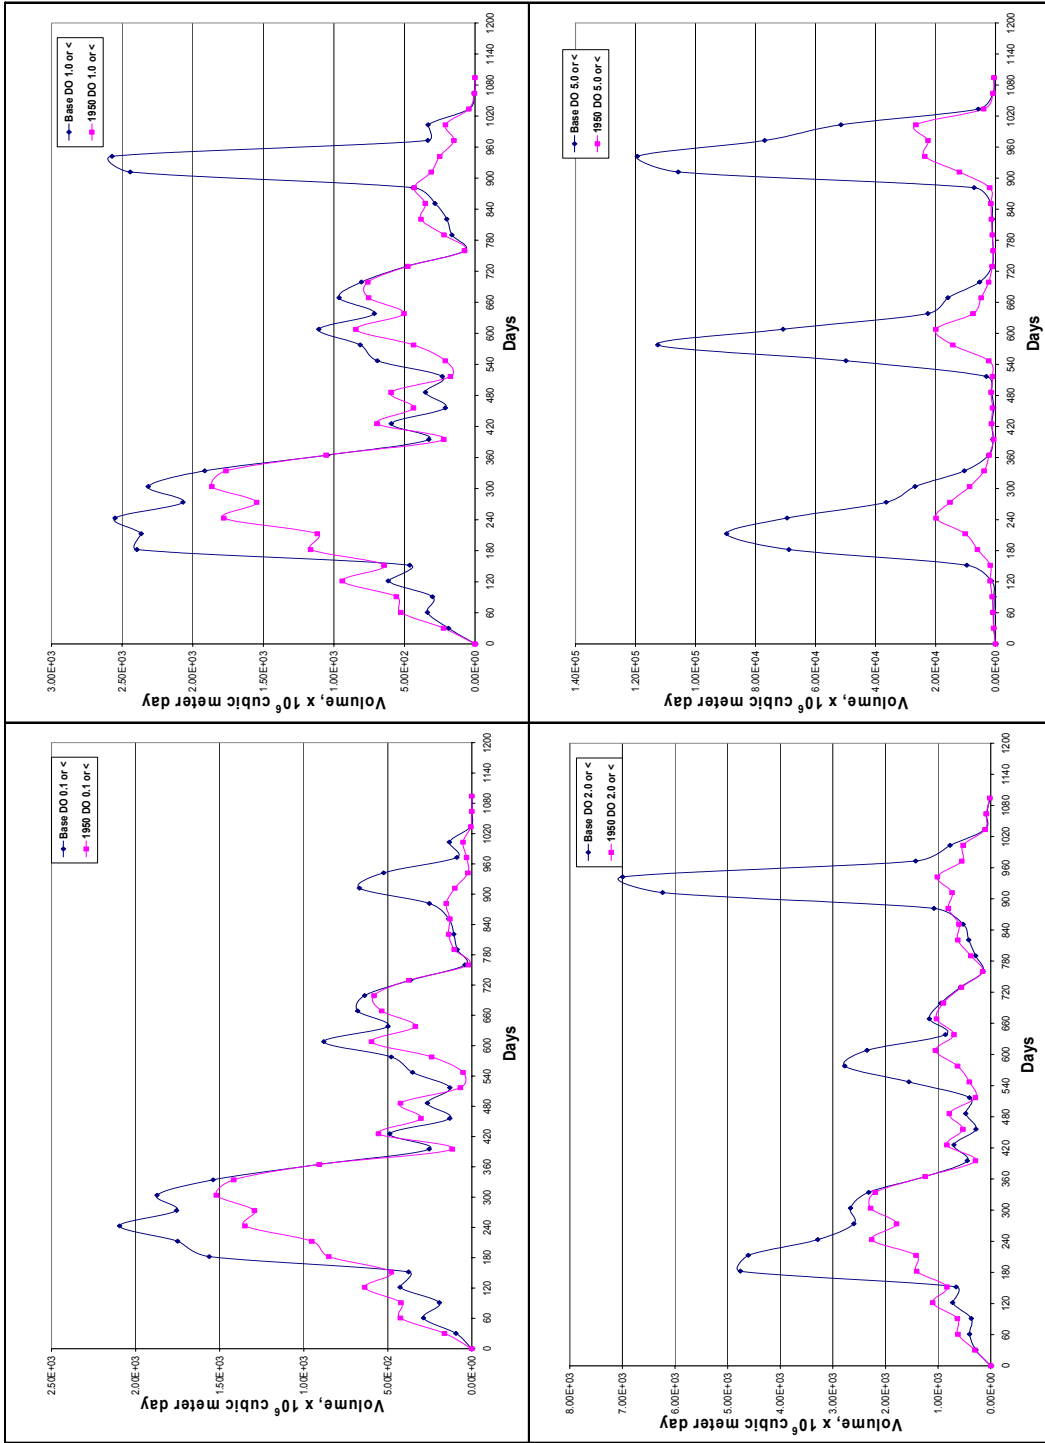 Volume, x 10⁶ cubic meter day
2.50E+03
2.00E+03
1.50E+03
1.00E+03
5.00E+02
0.00E+00
0 60 120 180 240 300 360 420 480 540 600 660 720 780 840 900 960 1020 1080 1140 1200
Days
Base DO 0.1 or <
1950 DO 0.1 or <
Volume, x 10⁶ cubic meter day
3.00E+03
2.50E+03
2.00E+03
1.50E+03
1.00E+03
5.00E+02
0.00E+00
0 60 120 180 240 300 360 420 480 540 600 660 720 780 840 900 960 1020 1080 1140 1200
Days
Base DO 1.0 or <
1950 DO 1.0 or <
Volume, x 10⁶ cubic meter day
8.00E+03
7.00E+03
6.00E+03
5.00E+03
4.00E+03
3.00E+03
2.00E+03
1.00E+03
0.00E+00
0 60 120 180 240 300 360 420 480 540 600 660 720 780 840 900 960 1020 1080 1140 1200
Days
Base DO 2.0 or <
1950 DO 2.0 or <
Volume, x 10⁶ cubic meter day
1.40E+05
1.20E+05
1.00E+05
8.00E+04
6.00E+04
4.00E+04
2.00E+04
0.00E+00
0 60 120 180 240 300 360 420 480 540 600 660 720 780 840 900 960 1020 1080 1140 1200
Days
Base DO 5.0 or <
1950 DO 5.0 or <